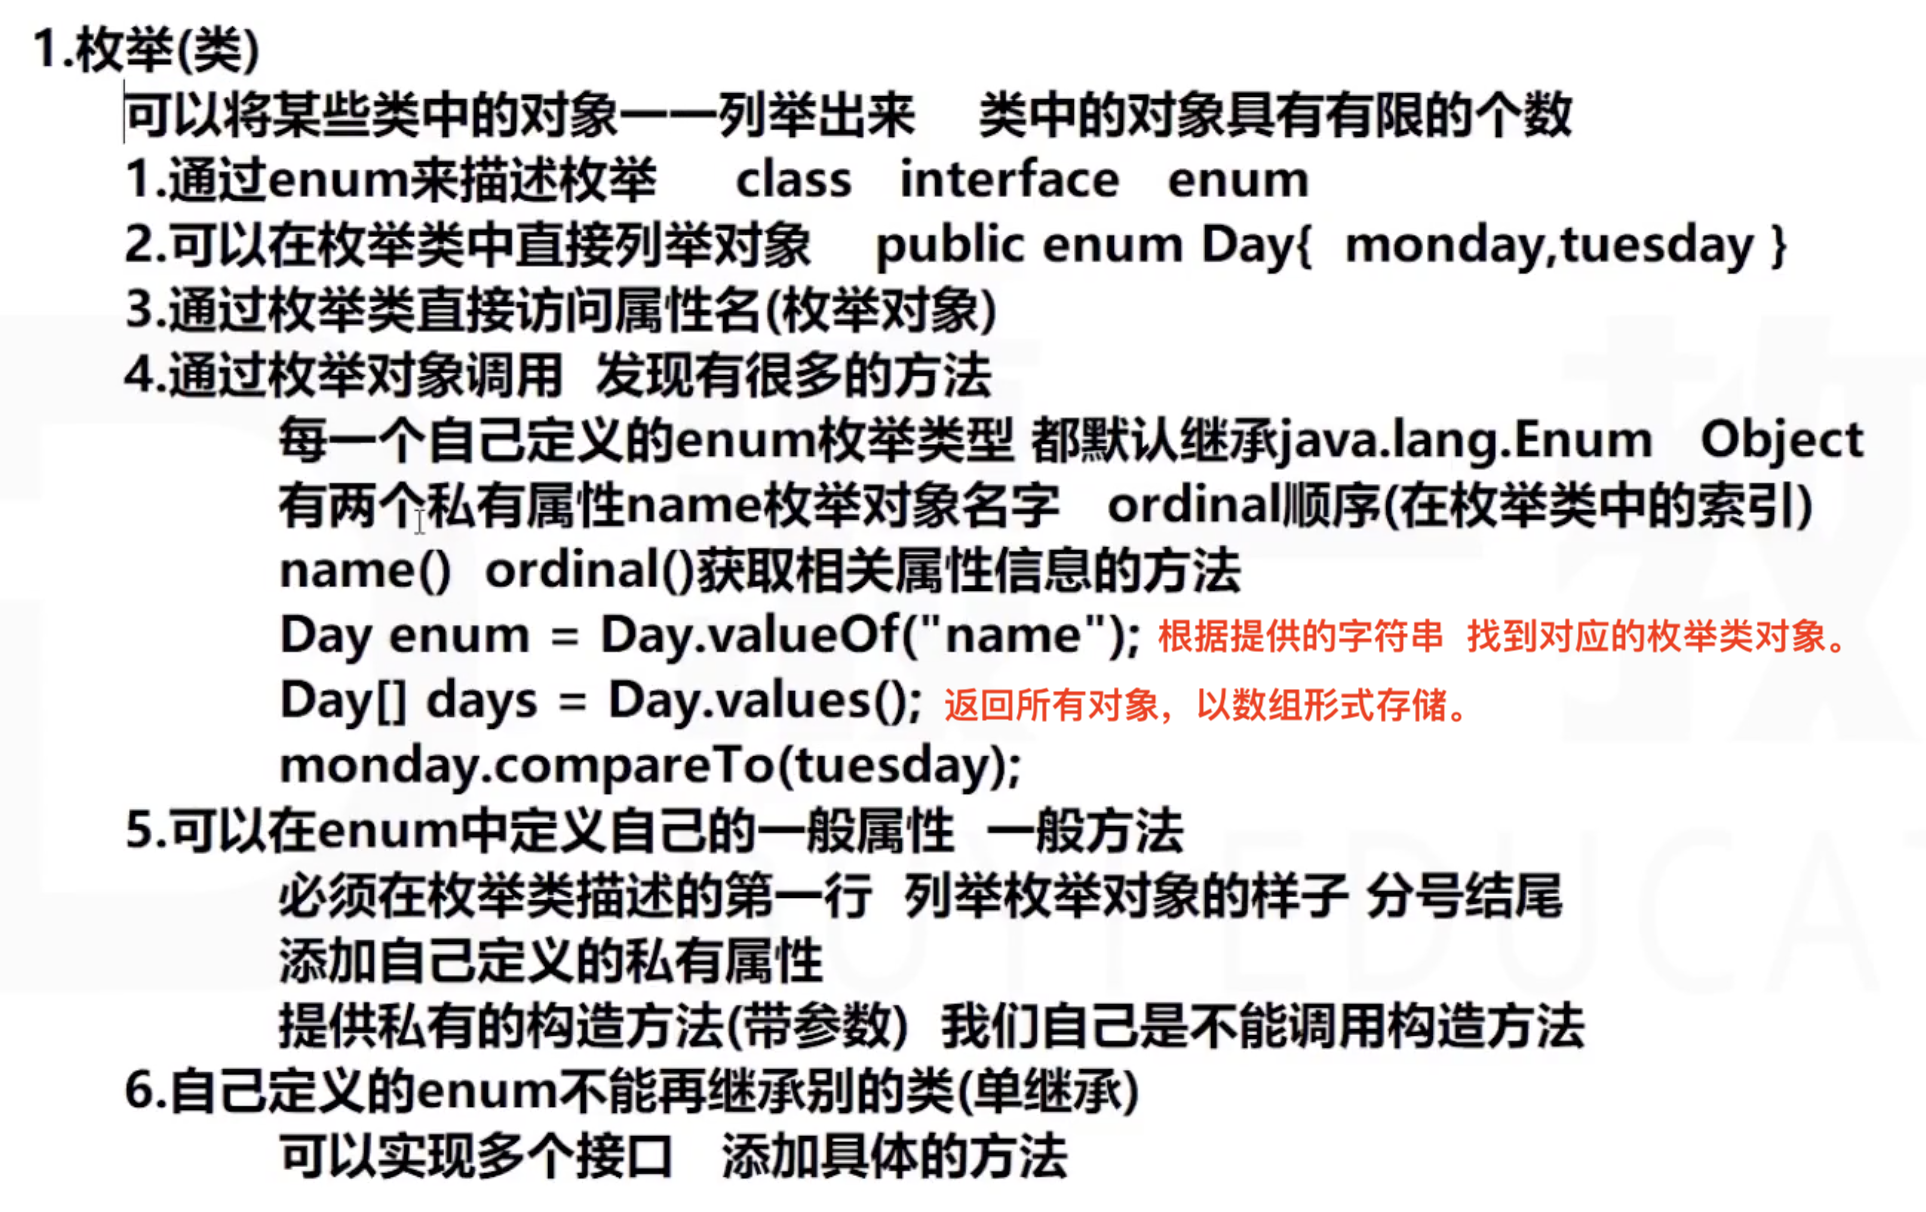 1.枚举(类)
可以将某些类中的对象一一列举出来 类中的对象具有有限的个数
1.通过enum来描述枚举 class interface enum
2.可以在枚举类中直接列举对象 public enum Day{ monday,tuesday }
3.通过枚举类直接访问属性名(枚举对象)
4.通过枚举对象调用 发现有很多的方法
每一个自己定义的enum枚举类型 都默认继承java.lang.Enum Object
有两个私有属性name枚举对象名字 ordinal顺序(在枚举类中的索引)
name() ordinal()获取相关属性信息的方法
Day enum = Day.valueOf("name"); 根据提供的字符串 找到对应的枚举类对象。
Day[] days = Day.values(); 返回所有对象，以数组形式存储。
monday.compareTo(tuesday);
5.可以在enum中定义自己的一般属性 一般方法
必须在枚举类描述的第一行 列举枚举对象的样子 分号结尾
添加自己定义的私有属性
提供私有的构造方法(带参数) 我们自己是不能调用构造方法
6.自己定义的enum不能再继承别的类(单继承)
可以实现多个接口 添加具体的方法